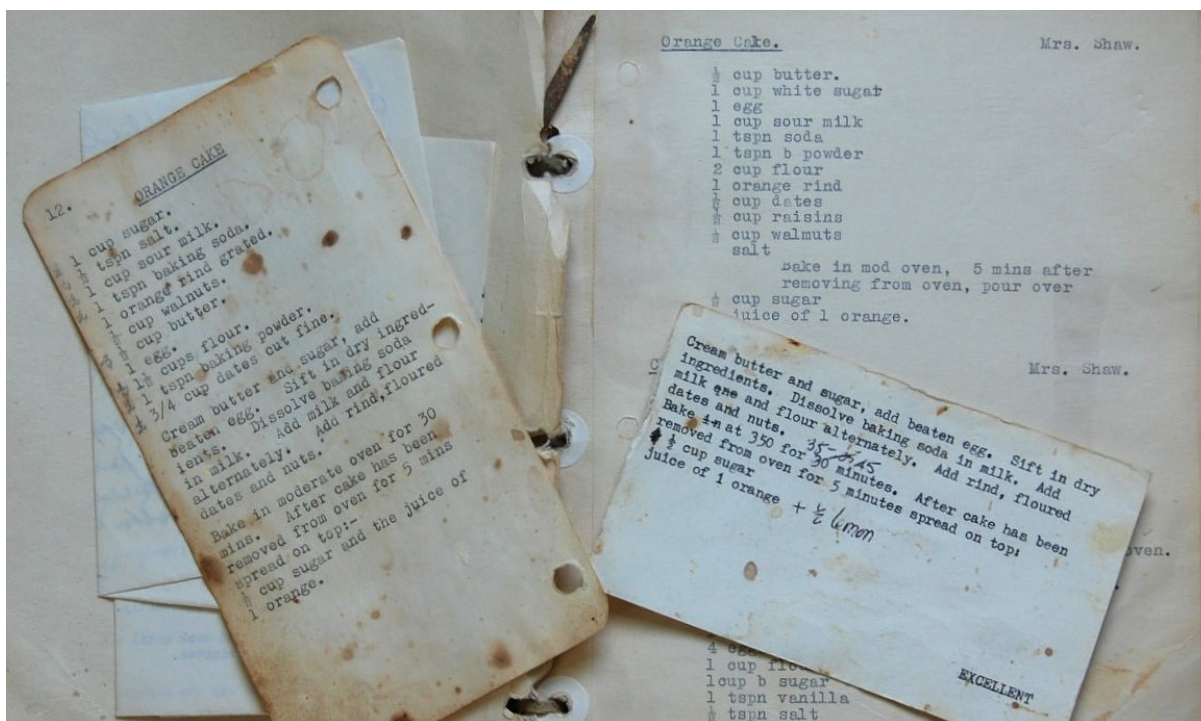 12. ORANGE CAKE
1 cup sugar.
½ tspn salt.
1 cup sour milk.
1 tspn baking soda.
1 orange rind grated.
½ cup walnuts.
½ cup butter.
1 egg.
1½ cups flour.
1 tspn baking powder.
3/4 cup dates cut fine.
Cream butter and sugar, add
beaten egg. Sift in dry ingred-
ients. Dissolve baking soda
in milk. Add milk and flour
alternately. Add rind,floured
dates and nuts.
Bake in moderate oven for 30
mins. After cake has been
removed from oven for 5 mins
spread on top:-
½ cup sugar and the juice of
1 orange.
Orange Cake. Mrs. Shaw.
½ cup butter.
1 cup white sugar
1 egg
1 cup sour milk
1 tspn soda
1 tspn b powder
2 cup flour
1 orange rind
½ cup dates
½ cup raisins
½ cup walmuts
salt
Bake in mod oven, 5 mins after
removing from oven, pour over
½ cup sugar
juice of 1 orange.
Mrs. Shaw.
Cream butter and sugar, add beaten egg. Sift in dry
ingredients. Dissolve baking soda in milk. Add
milk and flour alternately. Add rind, floured
dates and nuts.
Bake at 350 for 30 minutes. After cake has been
removed from oven for 5 minutes spread on top:
½ cup sugar
juice of 1 orange + ½ lemon
EXCELLENT
oven.
4 eg
1 cup flou
1cup b sugar
1 tspn vanilla
½ tspn salt